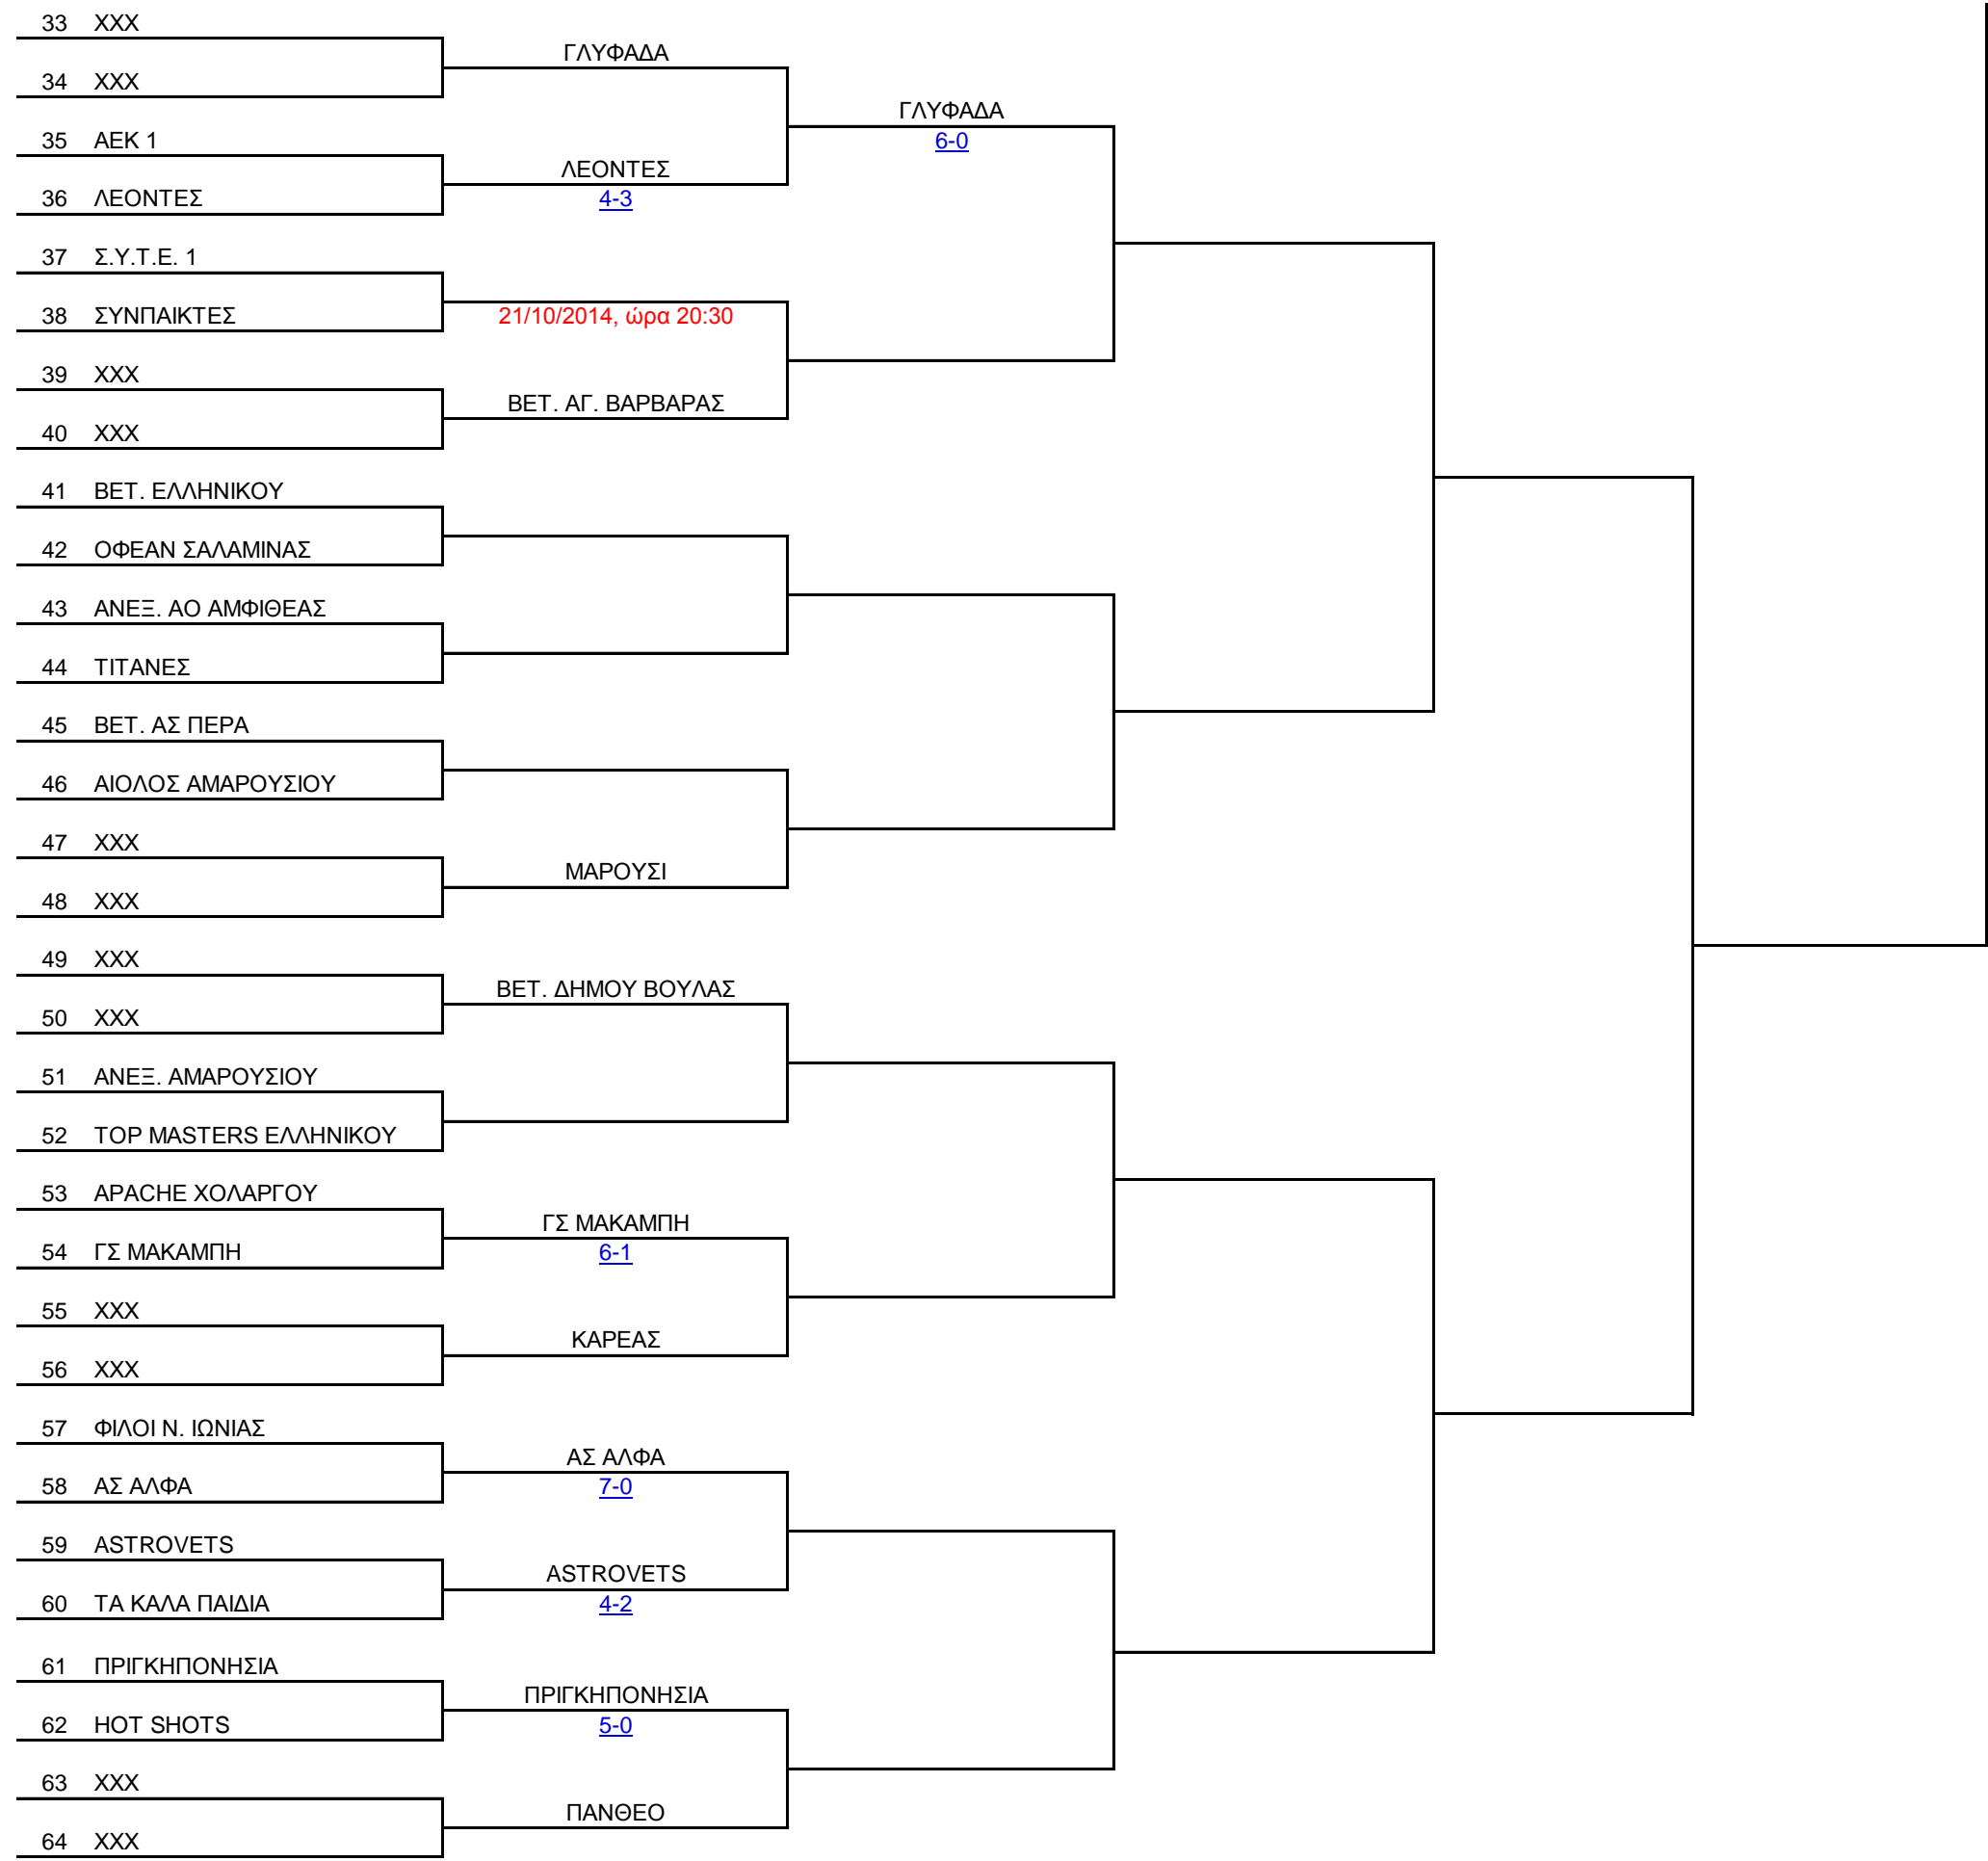 33 XXX
ΓΛΥΦΑΔΑ
34 XXX
ΓΛΥΦΑΔΑ
35 ΑΕΚ 1
6-0
ΛΕΟΝΤΕΣ
36 ΛΕΟΝΤΕΣ
4-3
37 Σ.Υ.Τ.Ε. 1
38 ΣΥΝΠΑΙΚΤΕΣ
21/10/2014, ώρα 20:30
39 XXX
ΒΕΤ. ΑΓ. ΒΑΡΒΑΡΑΣ
40 XXX
41 ΒΕΤ. ΕΛΛΗΝΙΚΟΥ
42 ΟΦΕΑΝ ΣΑΛΑΜΙΝΑΣ
43 ΑΝΕΞ. ΑΟ ΑΜΦΙΘΕΑΣ
44 ΤΙΤΑΝΕΣ
45 ΒΕΤ. ΑΣ ΠΕΡΑ
46 ΑΙΟΛΟΣ ΑΜΑΡΟΥΣΙΟΥ
47 XXX
ΜΑΡΟΥΣΙ
48 XXX
49 XXX
ΒΕΤ. ΔΗΜΟΥ ΒΟΥΛΑΣ
50 XXX
51 ΑΝΕΞ. ΑΜΑΡΟΥΣΙΟΥ
52 TOP MASTERS ΕΛΛΗΝΙΚΟΥ
53 APACHE ΧΟΛΑΡΓΟΥ
ΓΣ ΜΑΚΑΜΠΗ
54 ΓΣ ΜΑΚΑΜΠΗ
6-1
55 XXX
ΚΑΡΕΑΣ
56 XXX
57 ΦΙΛΟΙ Ν. ΙΩΝΙΑΣ
ΑΣ ΑΛΦΑ
58 ΑΣ ΑΛΦΑ
7-0
59 ASTROVETS
ASTROVETS
60 ΤΑ ΚΑΛΑ ΠΑΙΔΙΑ
4-2
61 ΠΡΙΓΚΗΠΟΝΗΣΙΑ
ΠΡΙΓΚΗΠΟΝΗΣΙΑ
62 HOT SHOTS
5-0
63 XXX
ΠΑΝΘΕΟ
64 XXX